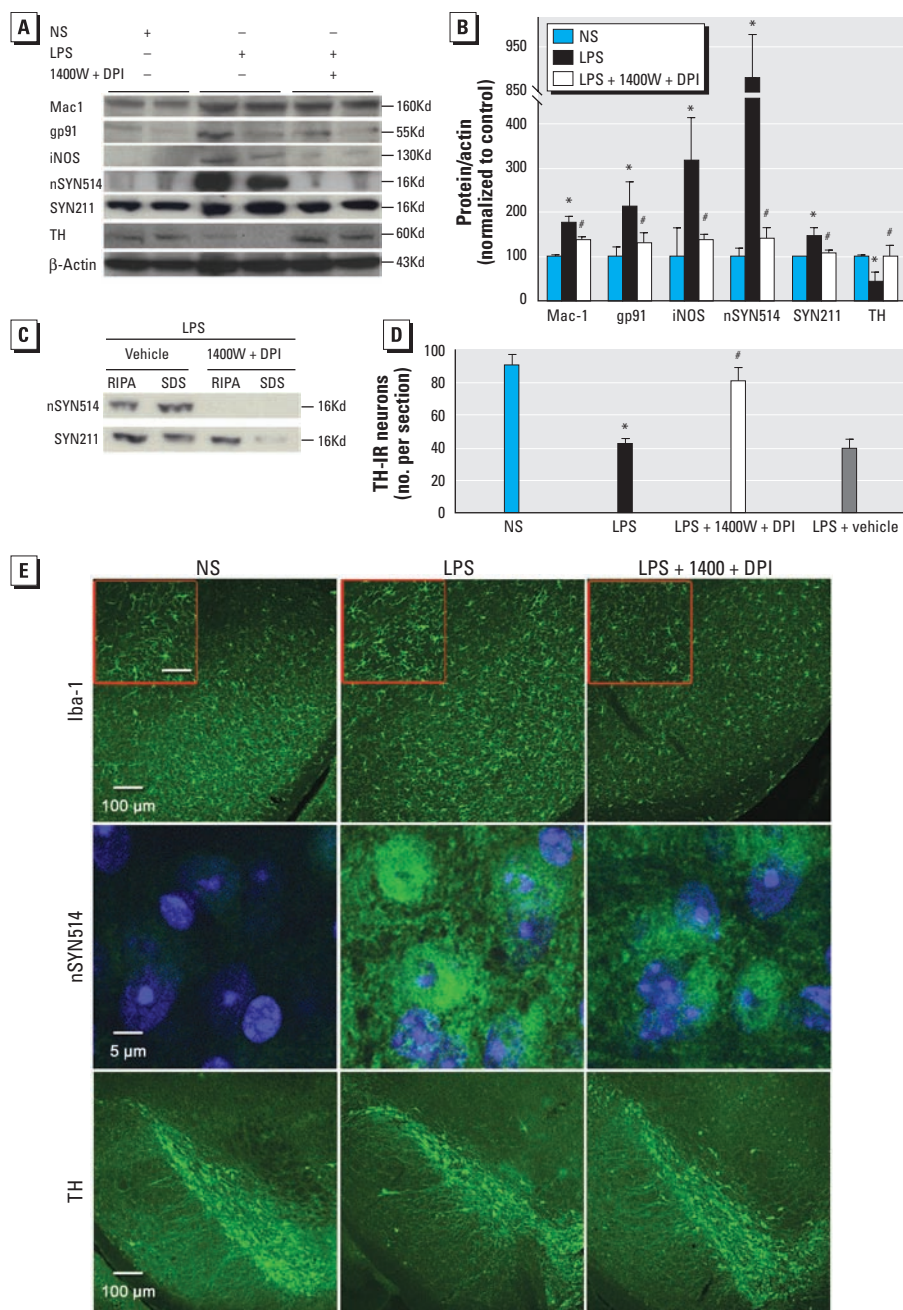 A
NS + – –
LPS – + +
1400W + DPI – – +
Mac1 160Kd
gp91 55Kd
iNOS 130Kd
nSYN514 16Kd
SYN211 16Kd
TH 60Kd
β-Actin 43Kd
B
NS
LPS
LPS + 1400W + DPI
Protein/actin
(normalized to control)
950
850
400
300
200
100
0
* # * # * # * # * # * #
Mac-1 gp91 iNOS nSYN514 SYN211 TH
C
LPS
Vehicle 1400W + DPI
RIPA SDS RIPA SDS
nSYN514 16Kd
SYN211 16Kd
D
TH-IR neurons
(no. per section)
100
80
60
40
20
0
* #
NS LPS LPS + 1400W + DPI LPS + vehicle
E
NS LPS LPS + 1400 + DPI
Iba-1
100 µm
nSYN514
5 µm
TH
100 µm